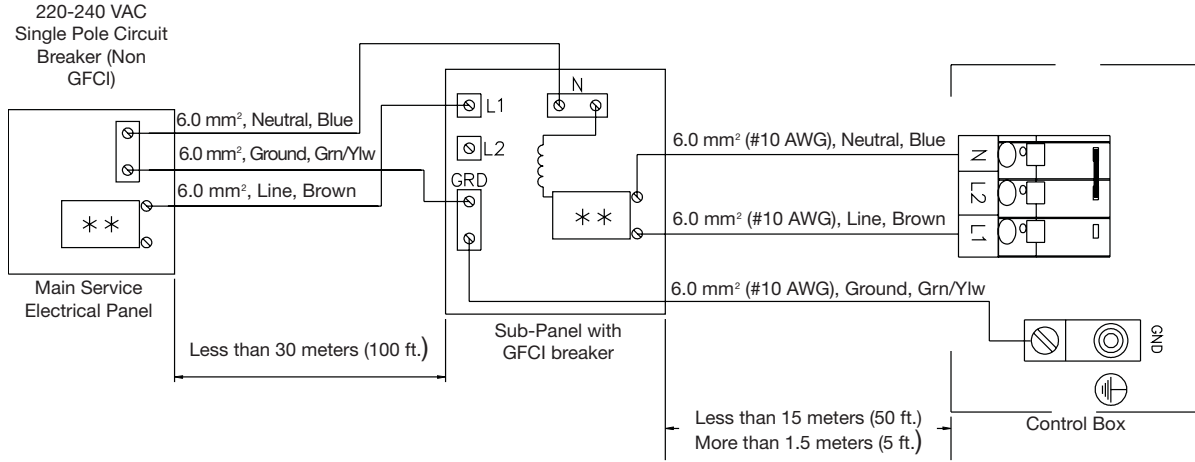 220-240 VAC
Single Pole Circuit
Breaker (Non
GFCI)
6.0 mm², Neutral, Blue
6.0 mm², Ground, Grn/Ylw
6.0 mm², Line, Brown
**
Main Service
Electrical Panel
Less than 30 meters (100 ft.)
N
L1
L2
GRD
**
Sub-Panel with
GFCI breaker
6.0 mm² (#10 AWG), Neutral, Blue
6.0 mm² (#10 AWG), Line, Brown
6.0 mm² (#10 AWG), Ground, Grn/Ylw
Less than 15 meters (50 ft.)
More than 1.5 meters (5 ft.)
N
L2
L1
GND
Control Box